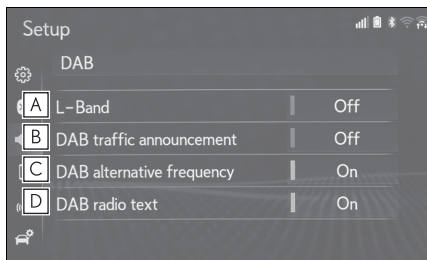 Setup
DAB
A L-Band Off
B DAB traffic announcement Off
C DAB alternative frequency On
D DAB radio text On